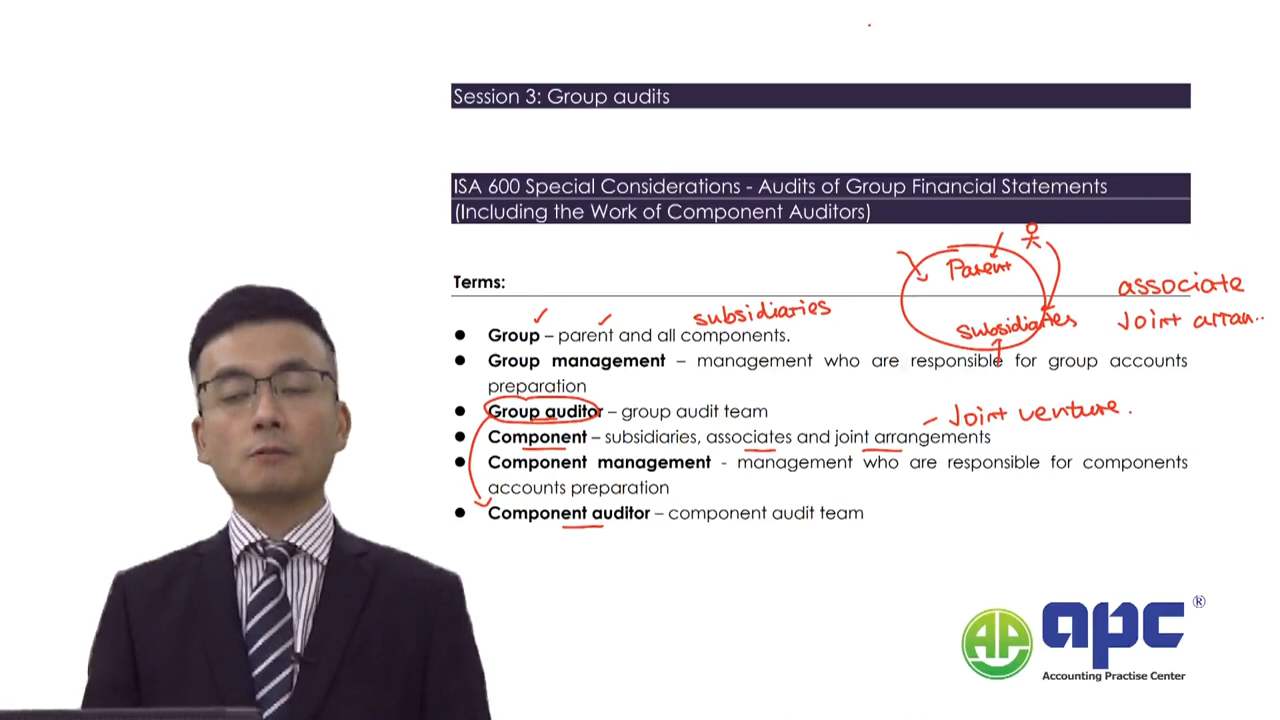 Session 3: Group audits
ISA 600 Special Considerations - Audits of Group Financial Statements
(Including the Work of Component Auditors)
Terms:
Parent
Subsidiaries
associate
Joint arran..
subsidiaries
● Group – parent and all components.
● Group management – management who are responsible for group accounts
preparation
● Group auditor – group audit team
- Joint venture.
● Component – subsidiaries, associates and joint arrangements
● Component management - management who are responsible for components
accounts preparation
● Component auditor – component audit team
AP
apc ®
Accounting Practise Center